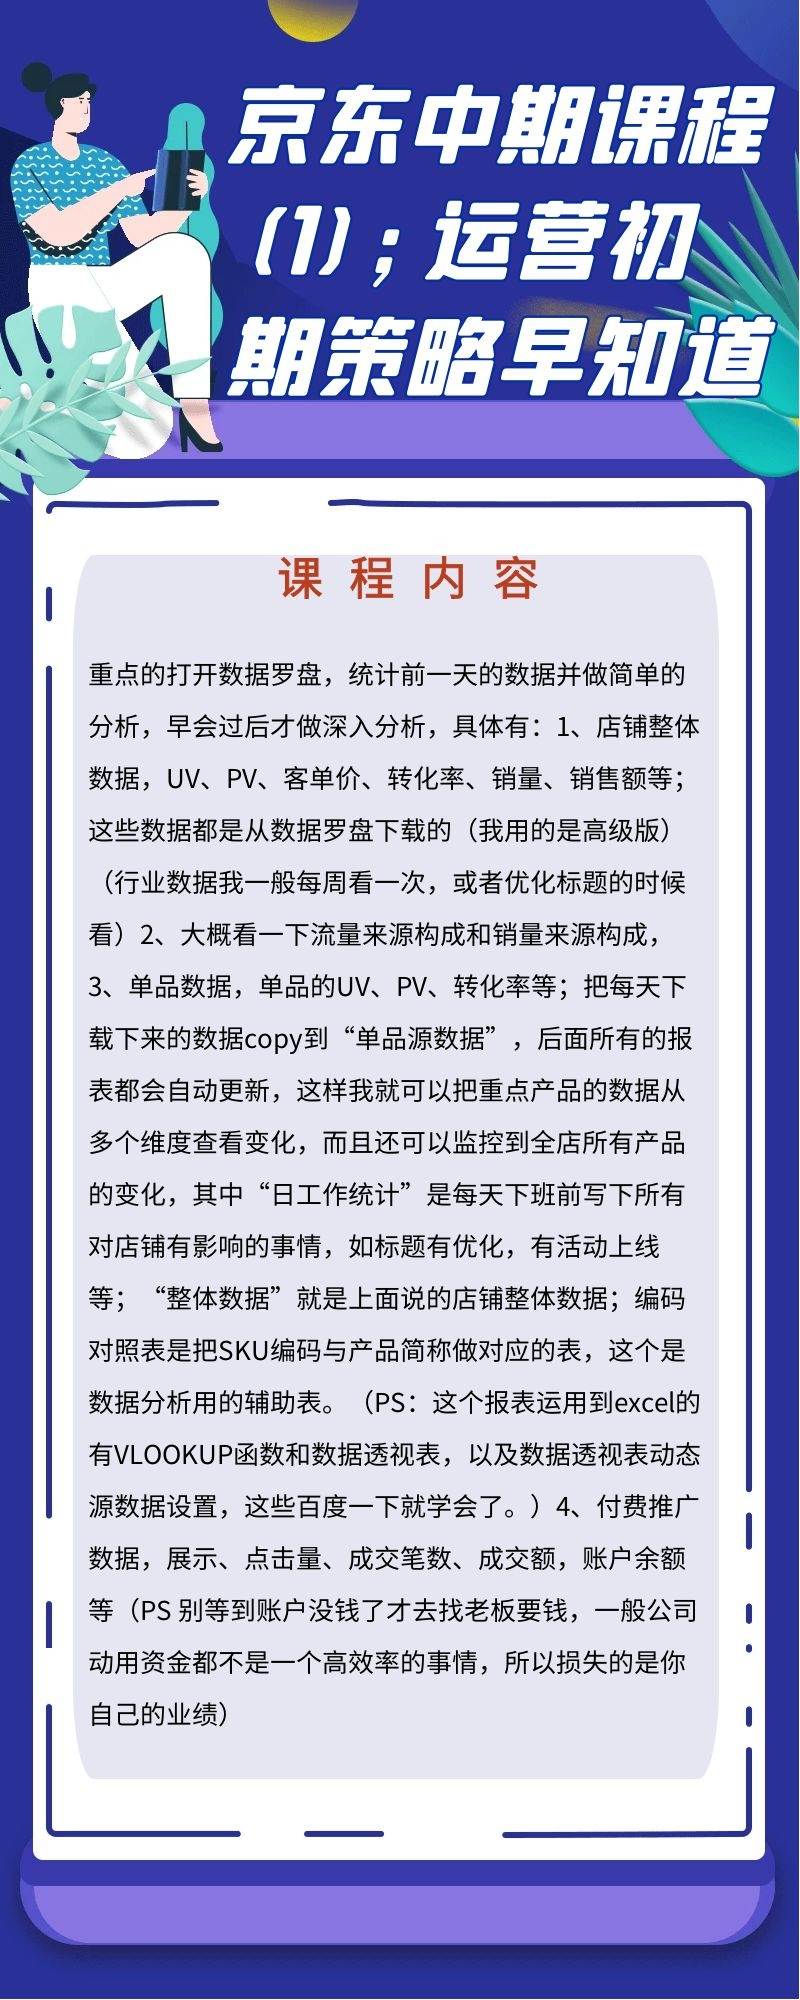 京东中期课程
(1)；运营初
期策略早知道
课程内容
重点的打开数据罗盘，统计前一天的数据并做简单的
分析，早会过后才做深入分析，具体有：1、店铺整体
数据，UV、PV、客单价、转化率、销量、销售额等；
这些数据都是从数据罗盘下载的（我用的是高级版）
（行业数据我一般每周看一次，或者优化标题的时候
看）2、大概看一下流量来源构成和销量来源构成，
3、单品数据，单品的UV、PV、转化率等；把每天下
载下来的数据copy到“单品源数据”，后面所有的报
表都会自动更新，这样我就可以把重点产品的数据从
多个维度查看变化，而且还可以监控到全店所有产品
的变化，其中“日工作统计”是每天下班前写下所有
对店铺有影响的事情，如标题有优化，有活动上线
等；“整体数据”就是上面说的店铺整体数据；编码
对照表是把SKU编码与产品简称做对应的表，这个是
数据分析用的辅助表。（PS：这个报表运用到excel的
有VLOOKUP函数和数据透视表，以及数据透视表动态
源数据设置，这些百度一下就学会了。）4、付费推广
数据，展示、点击量、成交笔数、成交额，账户余额
等（PS 别等到账户没钱了才去找老板要钱，一般公司
动用资金都不是一个高效率的事情，所以损失的是你
自己的业绩）